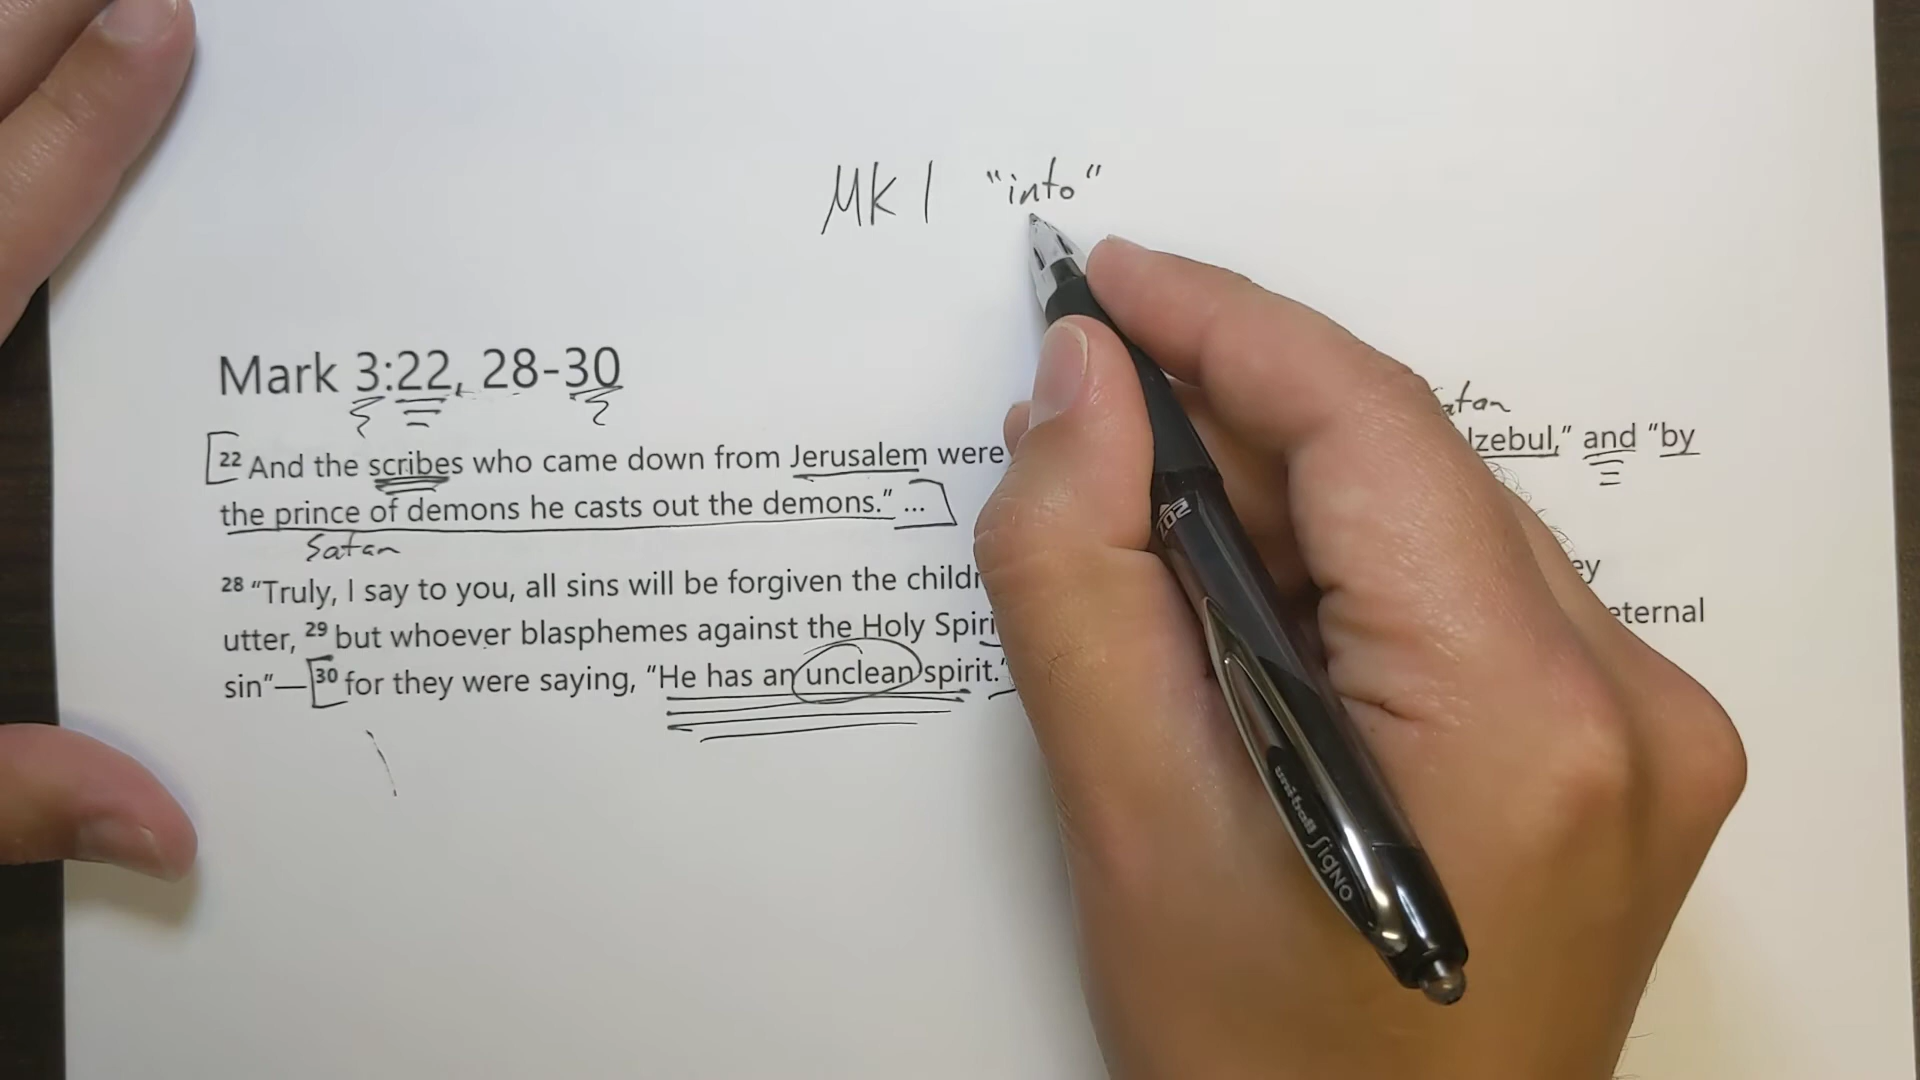 MK 1 "into"
Mark 3:22, 28-30
Satan
22 And the scribes who came down from Jerusalem were lzebul," and "by
the prince of demons he casts out the demons." ...
Satan
28 "Truly, I say to you, all sins will be forgiven the
utter, 29 but whoever blasphemes against the Holy eternal
sin"— 30 for they were saying, "He has an unclean spirit."
207
uni-ball SigNO